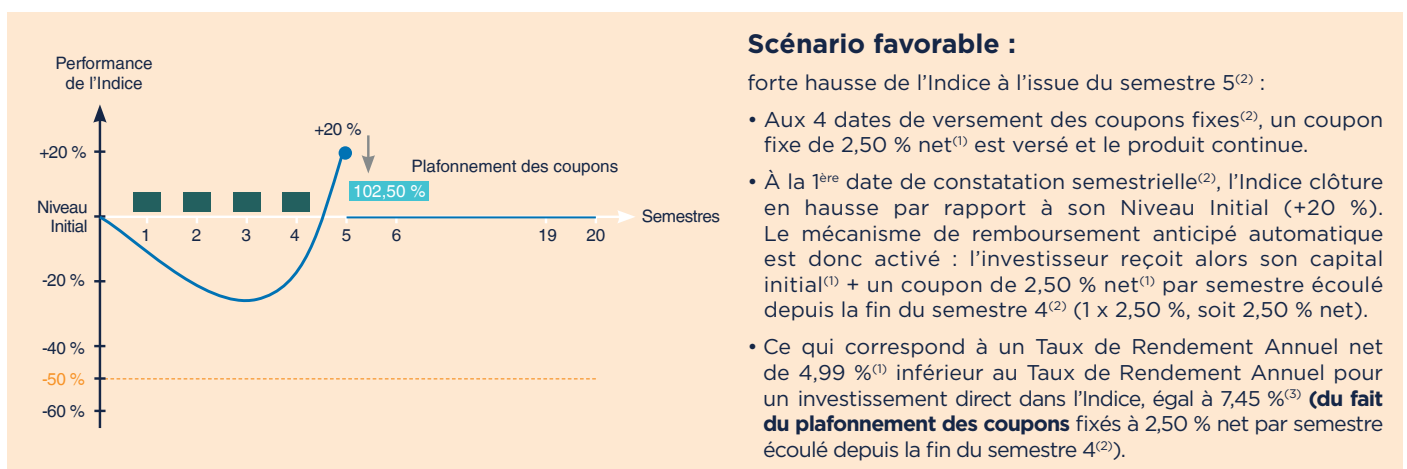 Performance
de l’Indice
+20 %
+20 %
Plafonnement des coupons
102,50 %
Niveau
Initial
Semestres
1 2 3 4 5 6 19 20
-20 %
-40 %
-50 %
-60 %
Scénario favorable :
forte hausse de l’Indice à l’issue du semestre 5(2) :
• Aux 4 dates de versement des coupons fixes(2), un coupon
fixe de 2,50 % net(1) est versé et le produit continue.
• À la 1ère date de constatation semestrielle(2), l’Indice clôture
en hausse par rapport à son Niveau Initial (+20 %).
Le mécanisme de remboursement anticipé automatique
est donc activé : l’investisseur reçoit alors son capital
initial(1) + un coupon de 2,50 % net(1) par semestre écoulé
depuis la fin du semestre 4(2) (1 x 2,50 %, soit 2,50 % net).
• Ce qui correspond à un Taux de Rendement Annuel net
de 4,99 %(1) inférieur au Taux de Rendement Annuel pour
un investissement direct dans l’Indice, égal à 7,45 %(3) (du fait
du plafonnement des coupons fixés à 2,50 % net par semestre
écoulé depuis la fin du semestre 4(2)).